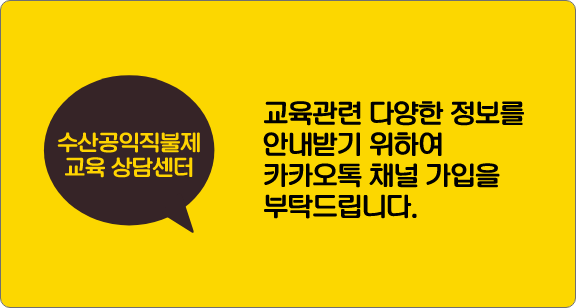 수산공익직불제
교육 상담센터
교육관련 다양한 정보를
안내받기 위하여
카카오톡 채널 가입을
부탁드립니다.